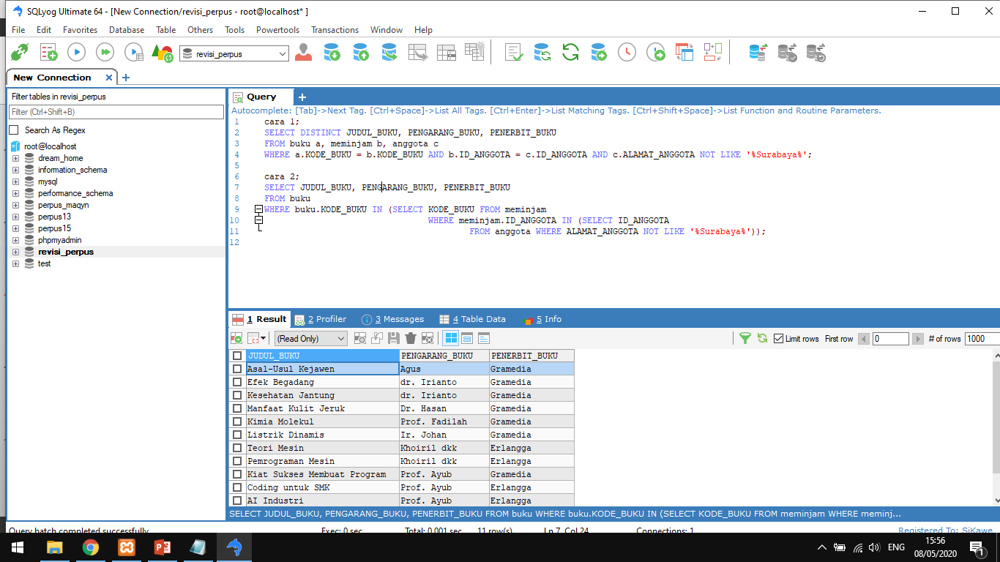 SQLyog Ultimate 64 - [New Connection/revisi_perpus - root@localhost* ]
File Edit Favorites Database Table Others Tools Powertools Transactions Window Help
revisi_perpus
New Connection
Filter tables in revisi_perpus
Filter (Ctrl+Shift+B)
Search As Regex
root@localhost
dream_home
information_schema
mysql
performance_schema
perpus_maqyn
perpus13
perpus15
phpmyadmin
revisi_perpus
test
Query
Autocomplete: [Tab]->Next Tag. [Ctrl+Space]->List All Tags. [Ctrl+Enter]->List Matching Tags. [Ctrl+Shift+Space]->List Function and Routine Parameters.
1 cara 1;
2 SELECT DISTINCT JUDUL_BUKU, PENGARANG_BUKU, PENERBIT_BUKU
3 FROM buku a, meminjam b, anggota c
4 WHERE a.KODE_BUKU = b.KODE_BUKU AND b.ID_ANGGOTA = c.ID_ANGGOTA AND c.ALAMAT_ANGGOTA NOT LIKE '%Surabaya%';
5
6 cara 2;
7 SELECT JUDUL_BUKU, PENGARANG_BUKU, PENERBIT_BUKU
8 FROM buku
9 WHERE buku.KODE_BUKU IN (SELECT KODE_BUKU FROM meminjam
10 WHERE meminjam.ID_ANGGOTA IN (SELECT ID_ANGGOTA
11 FROM anggota WHERE ALAMAT_ANGGOTA NOT LIKE '%Surabaya%'));
12
1 Result 2 Profiler 3 Messages 4 Table Data 5 Info
(Read Only) Limit rows First row 0 # of rows 1000
JUDUL_BUKU PENGARANG_BUKU PENERBIT_BUKU
Asal-Usul Kejawen Agus Gramedia
Efek Begadang dr. Irianto Gramedia
Kesehatan Jantung dr. Irianto Gramedia
Manfaat Kulit Jeruk Dr. Hasan Gramedia
Kimia Molekul Prof. Fadilah Gramedia
Listrik Dinamis Ir. Johan Gramedia
Teori Mesin Khoiril dkk Erlangga
Pemrograman Mesin Khoiril dkk Erlangga
Kiat Sukses Membuat Program Prof. Ayub Gramedia
Coding untuk SMK Prof. Ayub Erlangga
AI Industri Prof. Ayub Erlangga
SELECT JUDUL_BUKU, PENGARANG_BUKU, PENERBIT_BUKU FROM buku WHERE buku.KODE_BUKU IN (SELECT KODE_BUKU FROM meminjam WHERE meminj...
Query batch completed successfully Exec: 0 sec Total: 0.001 sec 11 row(s) Ln 7, Col 24 Connections: 1 Registered To: SiKawe
ENG
15:56
08/05/2020
1